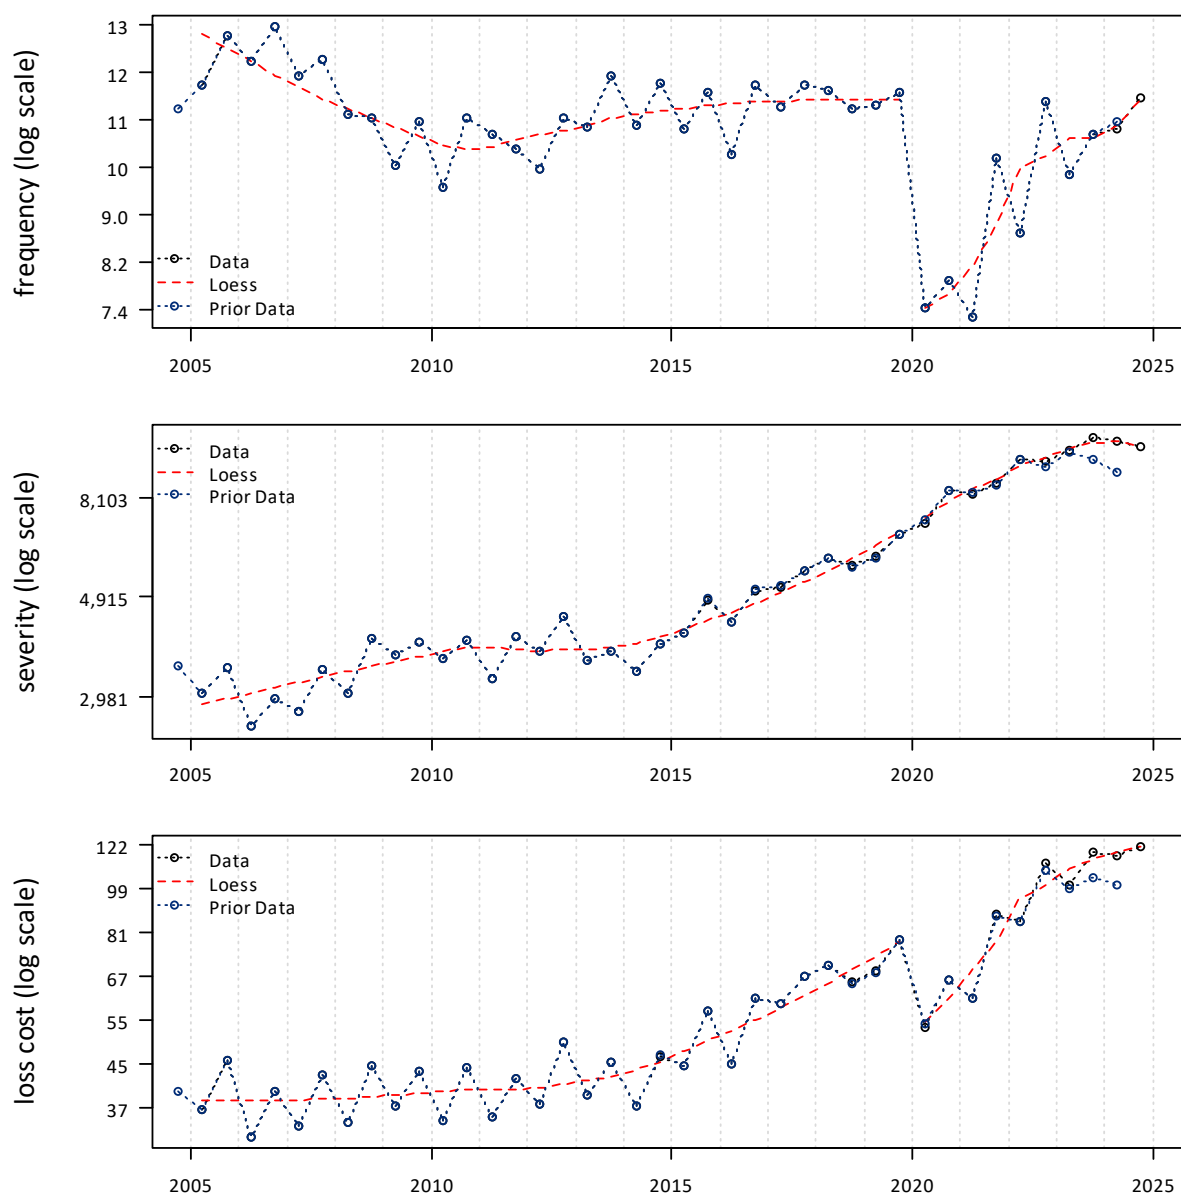 frequency (log scale)
13
12
11
10
9.0
8.2
7.4
Data
Loess
Prior Data
2005
2010
2015
2020
2025
severity (log scale)
8,103
4,915
2,981
Data
Loess
Prior Data
2005
2010
2015
2020
2025
loss cost (log scale)
122
99
81
67
55
45
37
Data
Loess
Prior Data
2005
2010
2015
2020
2025